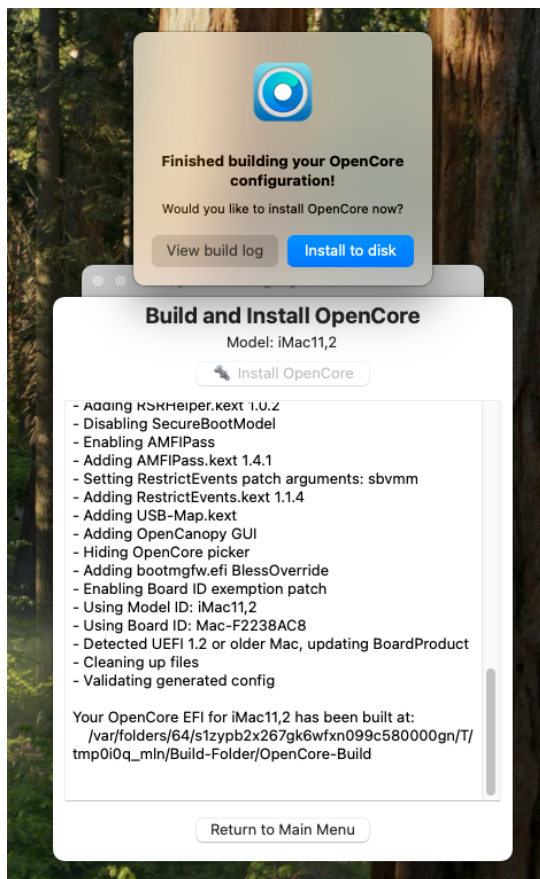 Finished building your OpenCore
configuration!
Would you like to install OpenCore now?
View build log
Install to disk
Build and Install OpenCore
Model: iMac11,2
Install OpenCore
- Adding RSRHelper.kext 1.0.2
- Disabling SecureBootModel
- Enabling AMFIPass
- Adding AMFIPass.kext 1.4.1
- Setting RestrictEvents patch arguments: sbvmm
- Adding RestrictEvents.kext 1.1.4
- Adding USB-Map.kext
- Adding OpenCanopy GUI
- Hiding OpenCore picker
- Adding bootmgfw.efi BlessOverride
- Enabling Board ID exemption patch
- Using Model ID: iMac11,2
- Using Board ID: Mac-F2238AC8
- Detected UEFI 1.2 or older Mac, updating BoardProduct
- Cleaning up files
- Validating generated config
Your OpenCore EFI for iMac11,2 has been built at:
/var/folders/64/s1zypb2x267gk6wfxn099c580000gn/T/
tmp0i0q_mln/Build-Folder/OpenCore-Build
Return to Main Menu